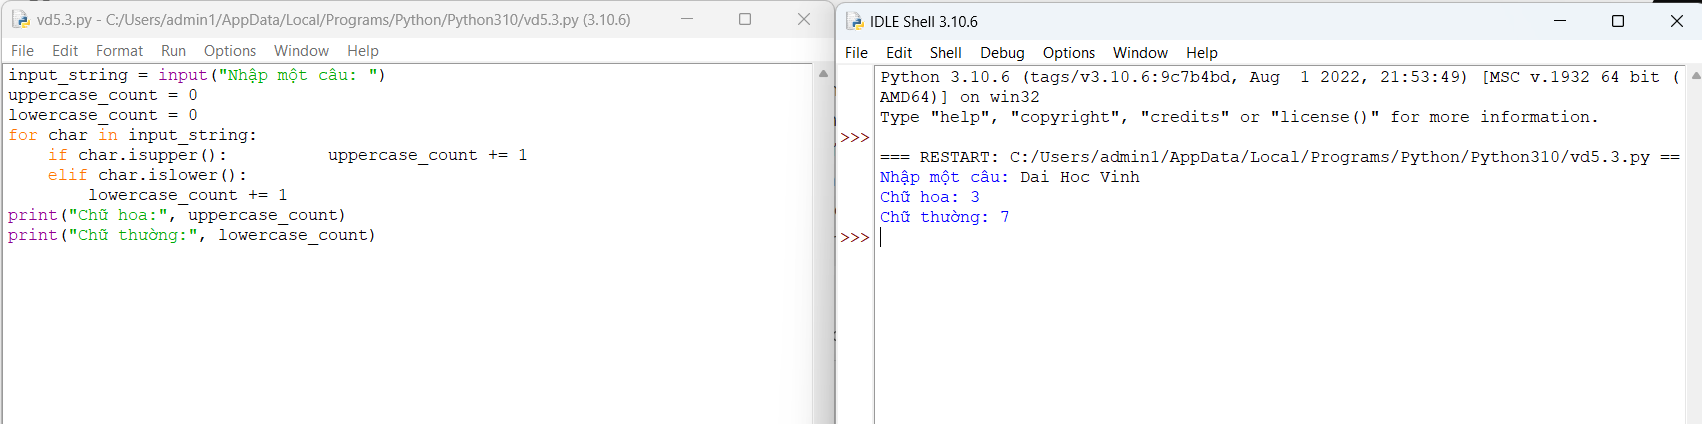 vd5.3.py - C:/Users/admin1/AppData/Local/Programs/Python/Python310/vd5.3.py (3.10.6)
File Edit Format Run Options Window Help
input_string = input("Nhập một câu: ")
uppercase_count = 0
lowercase_count = 0
for char in input_string:
    if char.isupper():          uppercase_count += 1
    elif char.islower():
        lowercase_count += 1
print("Chữ hoa:", uppercase_count)
print("Chữ thường:", lowercase_count)
IDLE Shell 3.10.6
File Edit Shell Debug Options Window Help
Python 3.10.6 (tags/v3.10.6:9c7b4bd, Aug  1 2022, 21:53:49) [MSC v.1932 64 bit (
AMD64)] on win32
Type "help", "copyright", "credits" or "license()" for more information.
>>>
=== RESTART: C:/Users/admin1/AppData/Local/Programs/Python/Python310/vd5.3.py ==
Nhập một câu: Dai Hoc Vinh
Chữ hoa: 3
Chữ thường: 7
>>>